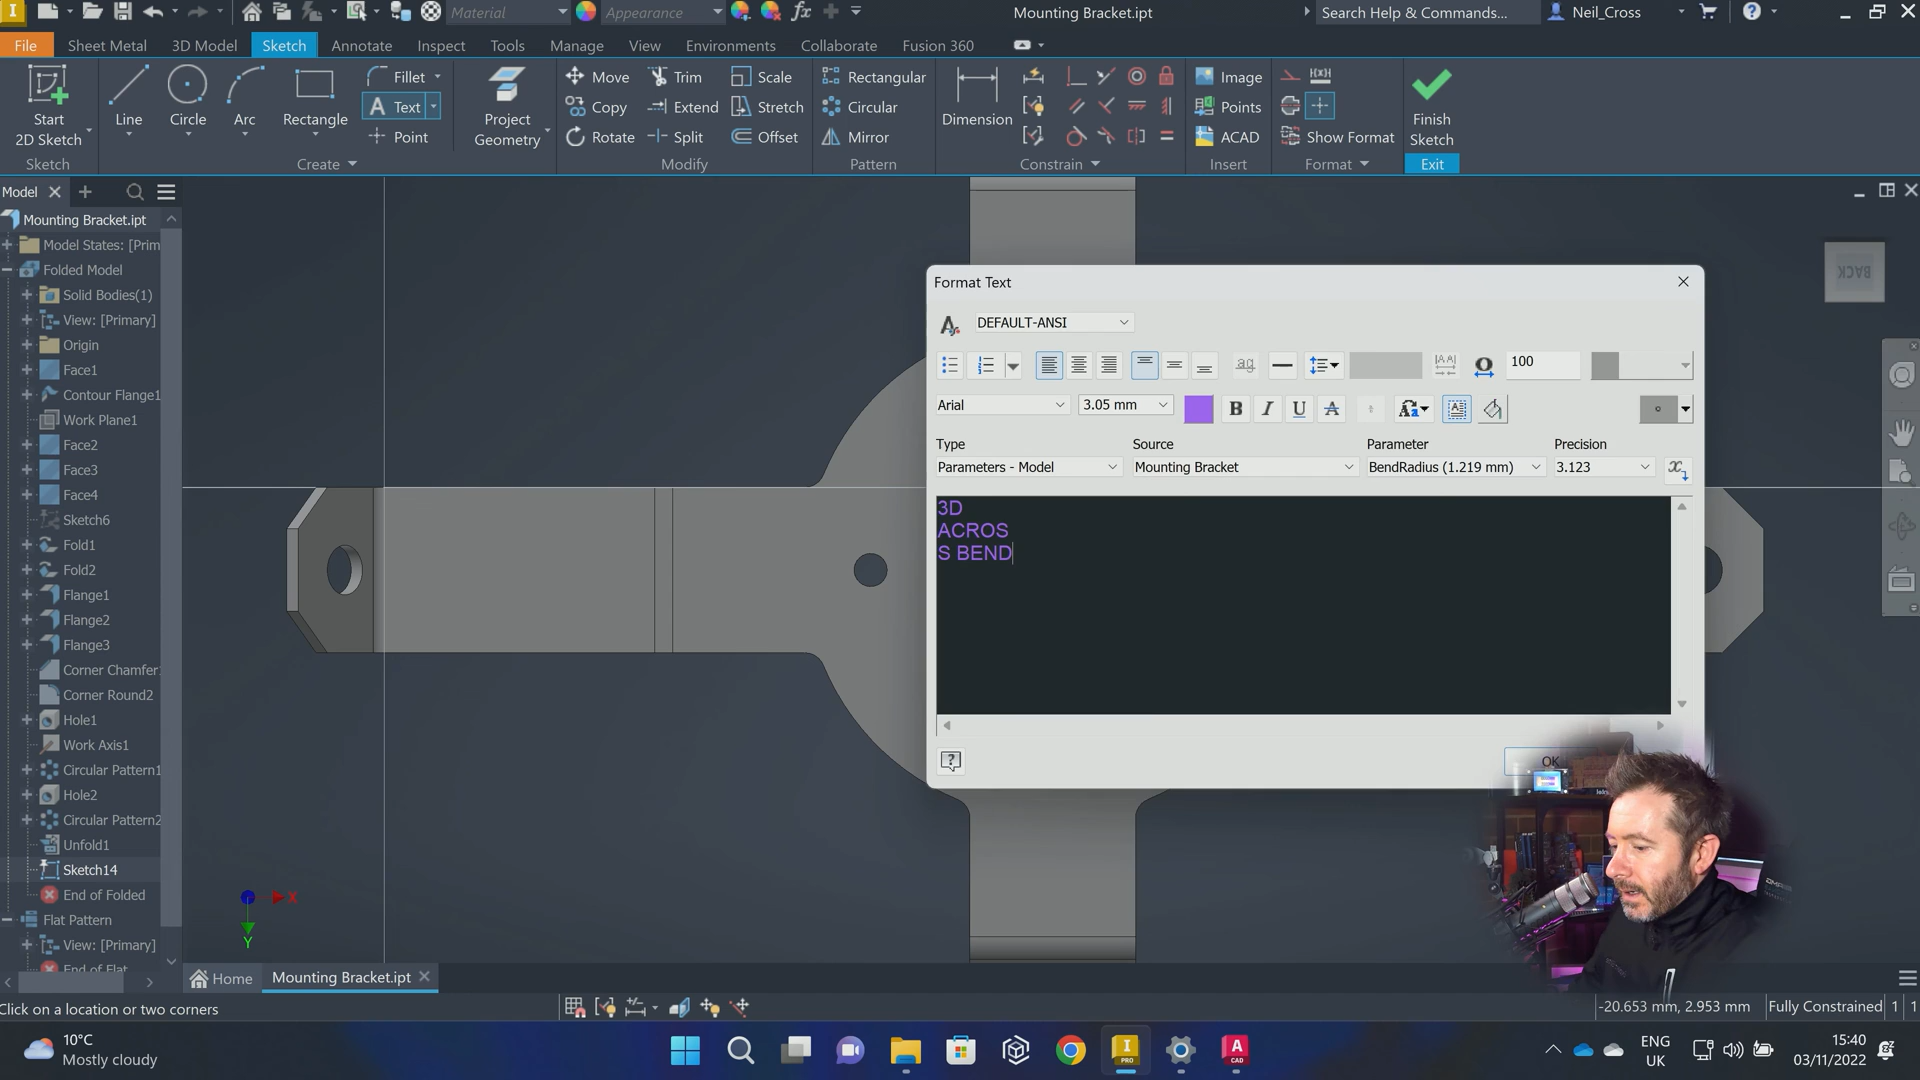 Material
Appearance
Mounting Bracket.ipt
Search Help & Commands...
Neil_Cross
File
Sheet Metal
3D Model
Sketch
Annotate
Inspect
Tools
Manage
View
Environments
Collaborate
Fusion 360
Start
2D Sketch
Line
Circle
Arc
Rectangle
Fillet
Text
Point
Project
Geometry
Move
Copy
Rotate
Trim
Extend
Split
Scale
Stretch
Offset
Rectangular
Circular
Mirror
Dimension
Image
Points
ACAD
Show Format
Finish
Sketch
Sketch
Create
Modify
Pattern
Constrain
Insert
Format
Exit
Model
Mounting Bracket.ipt
Model States: [Prim
Folded Model
Solid Bodies(1)
View: [Primary]
Origin
Face1
Contour Flange1
Work Plane1
Face2
Face3
Face4
Sketch6
Fold1
Fold2
Flange1
Flange2
Flange3
Corner Chamfer
Corner Round2
Hole1
Work Axis1
Circular Pattern1
Hole2
Circular Pattern2
Unfold1
Sketch14
End of Folded
Flat Pattern
View: [Primary]
End of Flat
BACK
X
Y
Format Text
DEFAULT-ANSI
100
Arial
3.05 mm
B I U A
Type
Source
Parameter
Precision
Parameters - Model
Mounting Bracket
BendRadius (1.219 mm)
3.123
3D
ACROS
S BEND
OK
Home
Mounting Bracket.ipt
Click on a location or two corners
-20.653 mm, 2.953 mm
Fully Constrained
1
1
10°C
Mostly cloudy
ENG
UK
15:40
03/11/2022